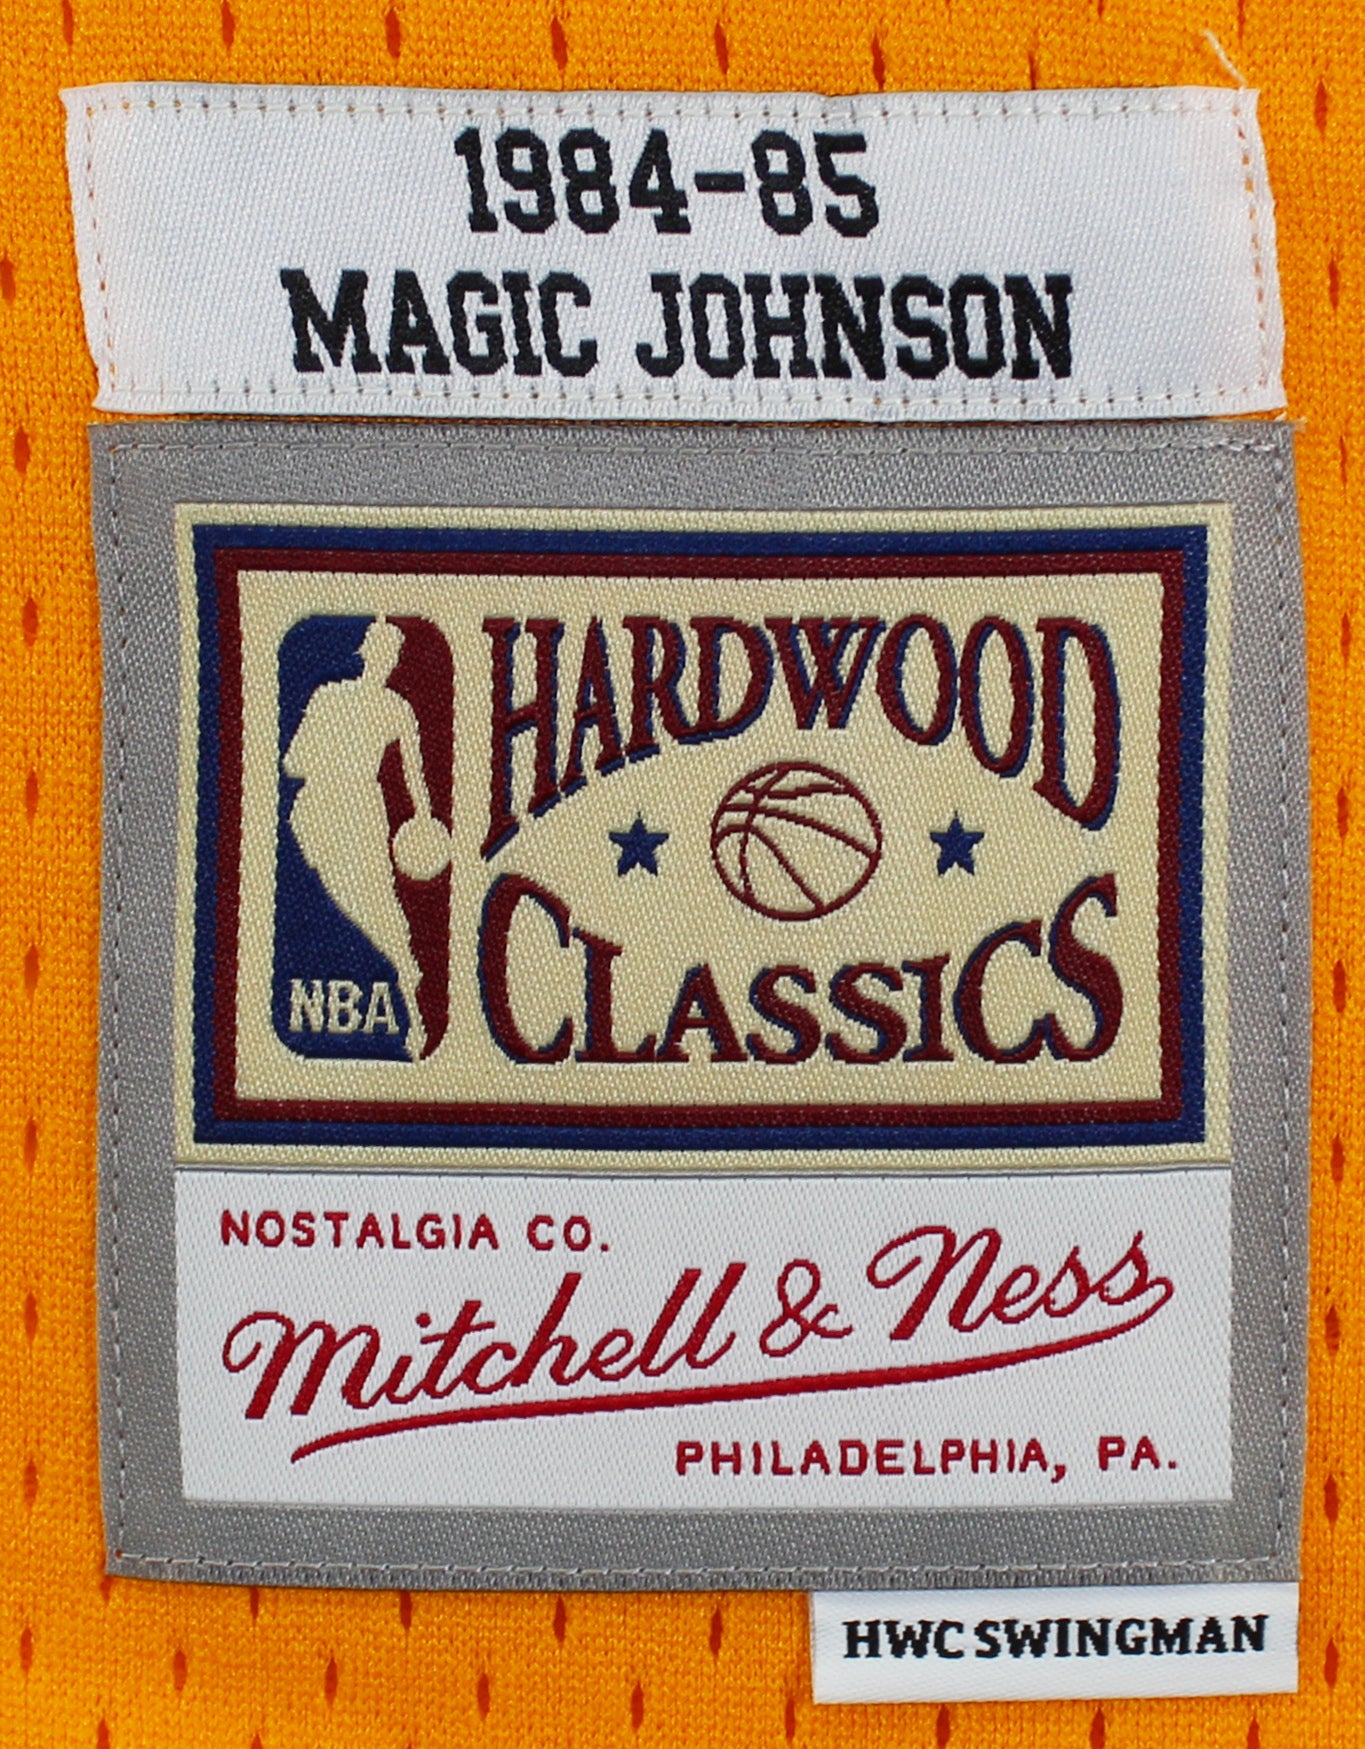 1984-85
MAGIC JOHNSON
HARDWOOD
CLASSICS
NBA
NOSTALGIA CO.
Mitchell & Ness
PHILADELPHIA, PA.
HWC SWINGMAN